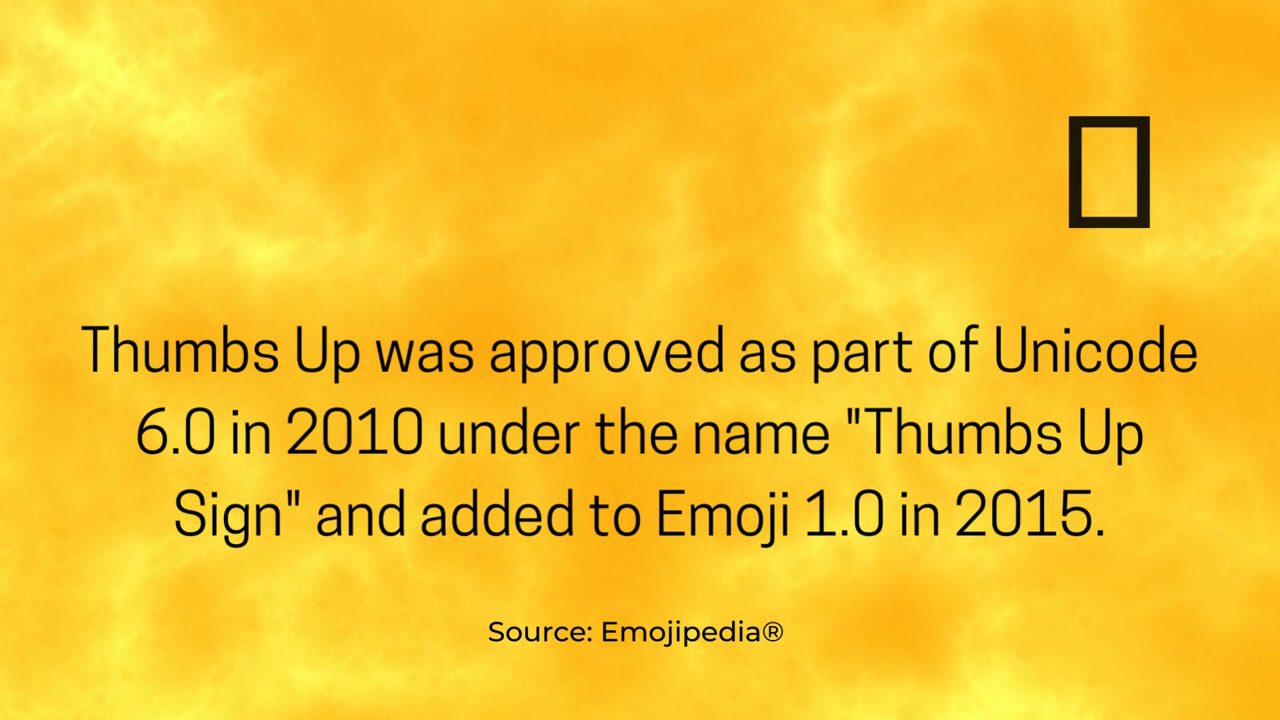 Thumbs Up was approved as part of Unicode
6.0 in 2010 under the name "Thumbs Up
Sign" and added to Emoji 1.0 in 2015.
Source: Emojipedia®